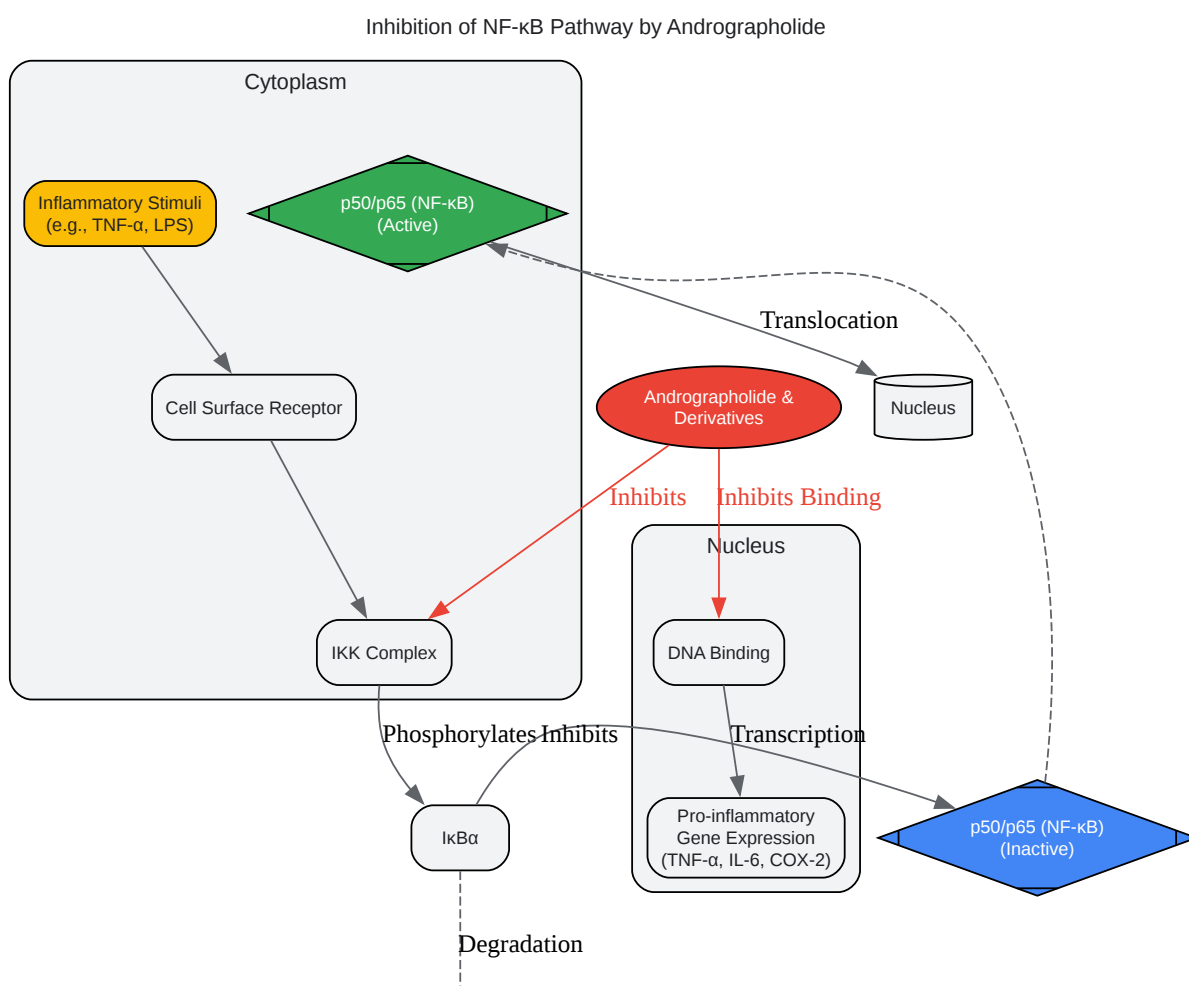 Inhibition of NF-κB Pathway by Andrographolide
Cytoplasm
Inflammatory Stimuli
(e.g., TNF-α, LPS)
p50/p65 (NF-κB)
(Active)
Translocation
Cell Surface Receptor
Andrographolide &
Derivatives
Nucleus
Inhibits
Inhibits Binding
Nucleus
IKK Complex
DNA Binding
Phosphorylates
Inhibits
Transcription
IκBα
Pro-inflammatory
Gene Expression
(TNF-α, IL-6, COX-2)
p50/p65 (NF-κB)
(Inactive)
Degradation